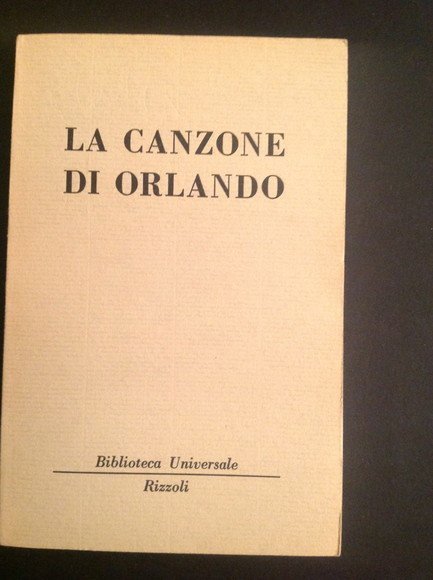 LA CANZONE
DI ORLANDO
Biblioteca Universale
Rizzoli